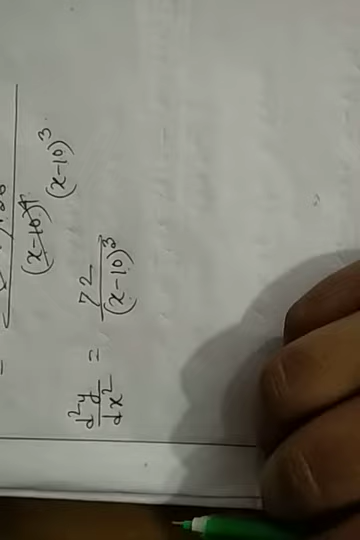 =
(x-10)⁴ (x-10)³
d²y/dx² = 72/(x-10)³